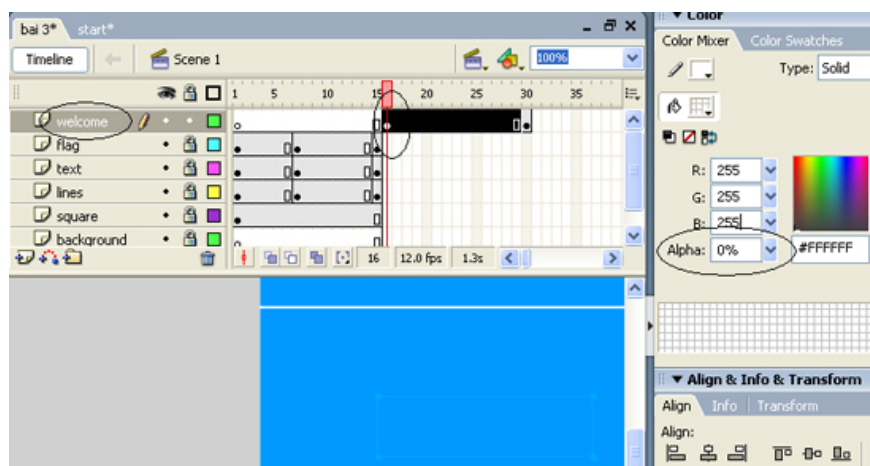 bai 3* start*
Timeline Scene 1 100%
1 5 10 15 20 25 30 35
welcome
flag
text
lines
square
background
16 12.0 fps 1.3s
Color
Color Mixer Color Swatches
Type: Solid
R: 255
G: 255
B: 255
Alpha: 0% #FFFFFF
Align & Info & Transform
Align Info Transform
Align: